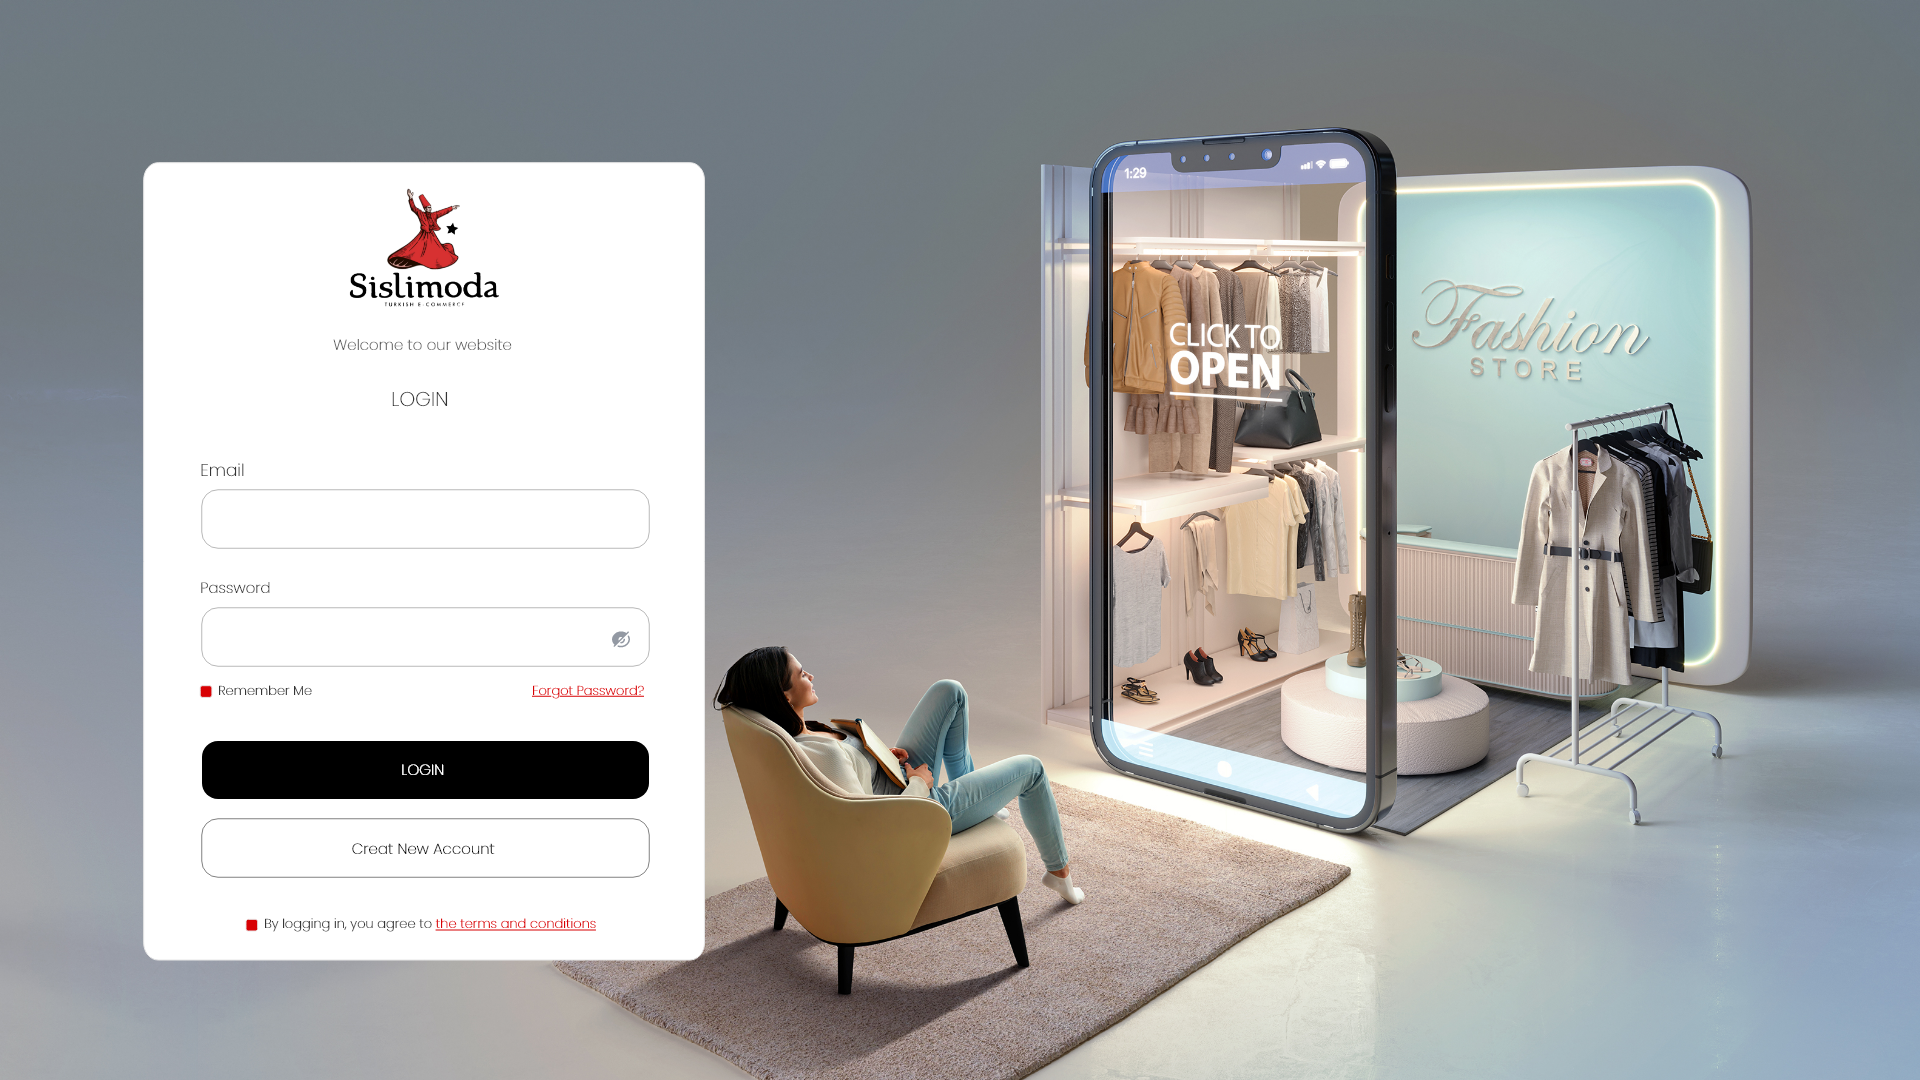 Sislimoda
TURKISH E-COMMERCE
Welcome to our website
LOGIN
Email
Password
Remember Me
Forgot Password?
LOGIN
Creat New Account
By logging in, you agree to the terms and conditions
1:29
CLICK TO
OPEN
Fashion
STORE